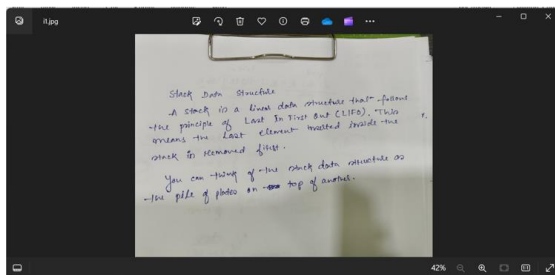 i1.jpg
Stack Data Structure
A stack is a linear data structure that follows
the principle of Last In First Out (LIFO). This
means the Last element inserted inside the
stack is removed first.
You can think of the stack data structure as
the pile of plates on top of another.
42%